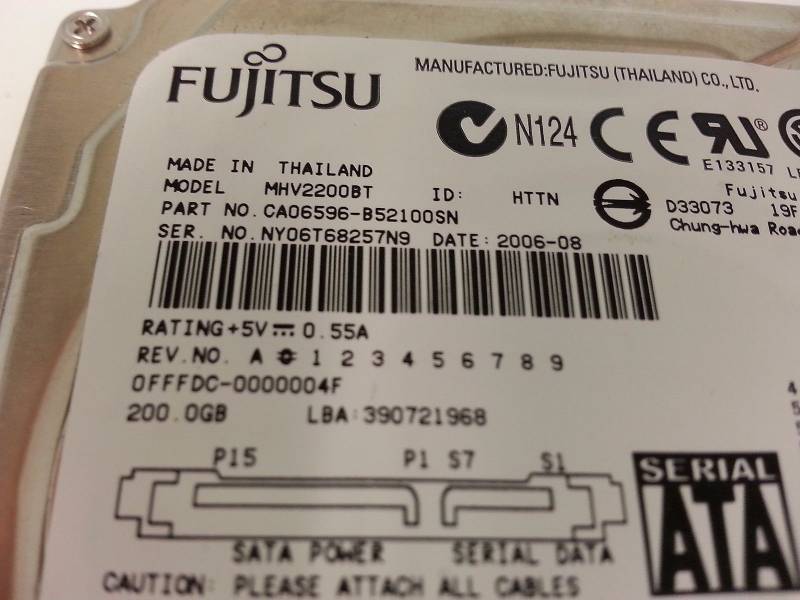 FUJITSU
MANUFACTURED:FUJITSU (THAILAND) CO., LTD.
N124 CE RU®
E133157
MADE IN THAILAND
MODEL MHV2200BT ID: HTTN
PART NO. CA06596-B52100SN
SER. NO. NY06T68257N9 DATE: 2006-08
Fujitsu
D33073 19F
Chung-hwa Road
RATING +5V 0.55A
REV.NO. A 1 2 3 4 5 6 7 8 9
0FFFDC-0000004F
200.0GB LBA:390721968
P15 P1 S7 S1
SATA POWER SERIAL DATA
SERIAL
ATA
CAUTION: PLEASE ATTACH ALL CABLES